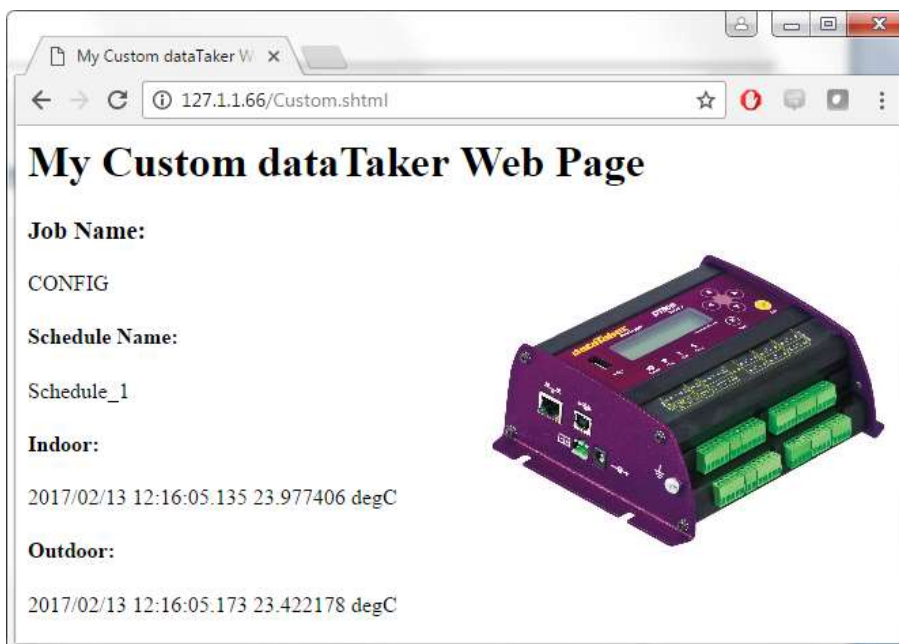 My Custom dataTaker W
127.1.1.66/Custom.shtml
My Custom dataTaker Web Page
Job Name:
CONFIG
Schedule Name:
Schedule_1
Indoor:
2017/02/13 12:16:05.135 23.977406 degC
Outdoor:
2017/02/13 12:16:05.173 23.422178 degC
dataTaker